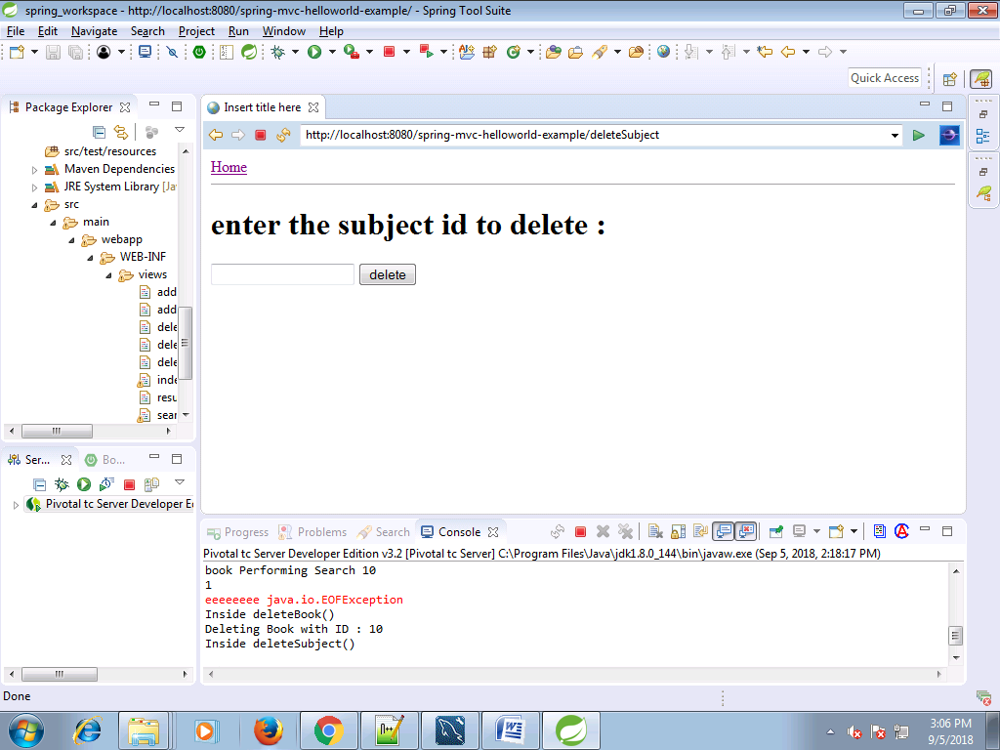 spring_workspace - http://localhost:8080/spring-mvc-helloworld-example/ - Spring Tool Suite
File Edit Navigate Search Project Run Window Help
Quick Access
Package Explorer
src/test/resources
Maven Dependencies
JRE System Library [Ja
src
main
webapp
WEB-INF
views
add
add
dele
dele
dele
inde
resu
sear
Insert title here
http://localhost:8080/spring-mvc-helloworld-example/deleteSubject
Home
enter the subject id to delete :
delete
Ser...
Bo...
Pivotal tc Server Developer E
Progress Problems Search Console
Pivotal tc Server Developer Edition v3.2 [Pivotal tc Server] C:\Program Files\Java\jdk1.8.0_144\bin\javaw.exe (Sep 5, 2018, 2:18:17 PM)
book Performing Search 10
1
eeeeeeee java.io.EOFException
Inside deleteBook()
Deleting Book with ID : 10
Inside deleteSubject()
Done
3:06 PM
9/5/2018